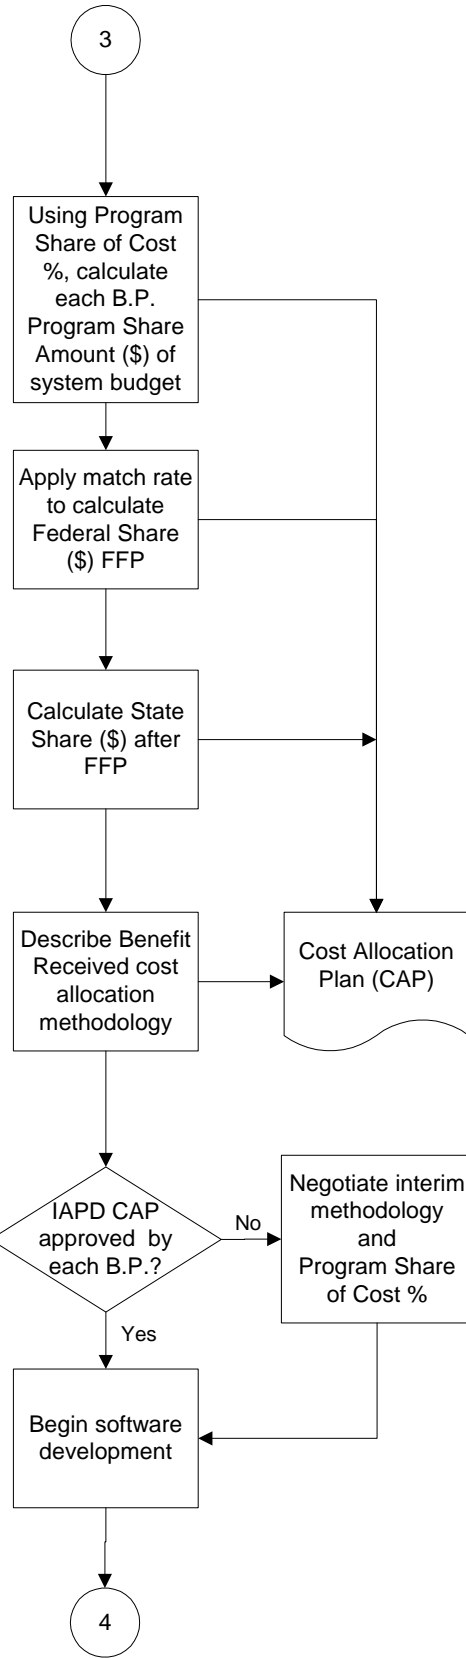 3
Using Program
Share of Cost
%, calculate
each B.P.
Program Share
Amount ($) of
system budget
Apply match rate
to calculate
Federal Share
($) FFP
Calculate State
Share ($) after
FFP
Describe Benefit
Received cost
allocation
methodology
Cost Allocation
Plan (CAP)
IAPD CAP
approved by
each B.P.?
No
Negotiate interim
methodology
and
Program Share
of Cost %
Yes
Begin software
development
4